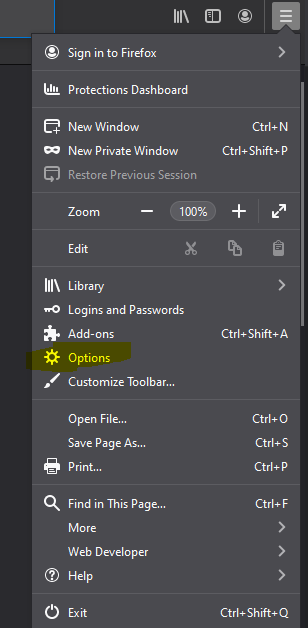 Sign in to Firefox
Protections Dashboard
New Window Ctrl+N
New Private Window Ctrl+Shift+P
Restore Previous Session
Zoom 100%
Edit
Library
Logins and Passwords
Add-ons Ctrl+Shift+A
Options
Customize Toolbar...
Open File... Ctrl+O
Save Page As... Ctrl+S
Print... Ctrl+P
Find in This Page... Ctrl+F
More
Web Developer
Help
Exit Ctrl+Shift+Q